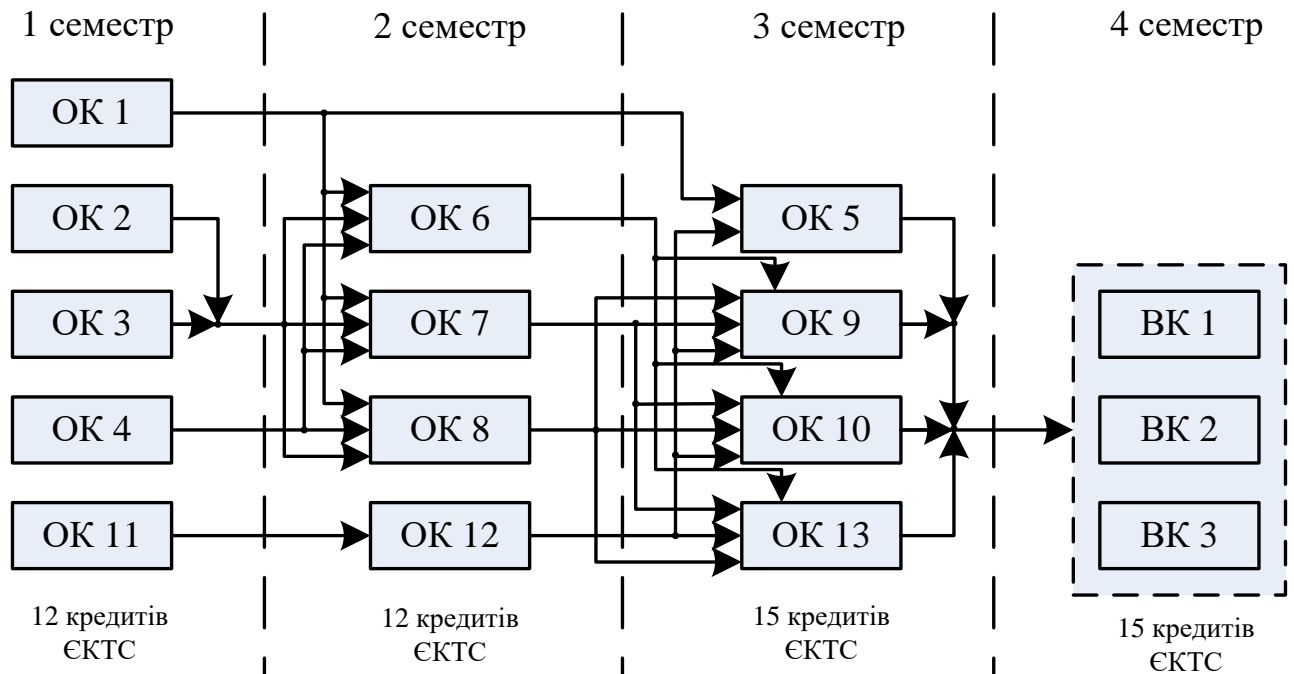 1 семестр
2 семестр
3 семестр
4 семестр
ОК 1
ОК 2
ОК 6
ОК 5
ОК 3
ОК 7
ОК 9
ВК 1
ОК 4
ОК 8
ОК 10
ВК 2
ОК 11
ОК 12
ОК 13
ВК 3
12 кредитів
ЄКТС
12 кредитів
ЄКТС
15 кредитів
ЄКТС
15 кредитів
ЄКТС